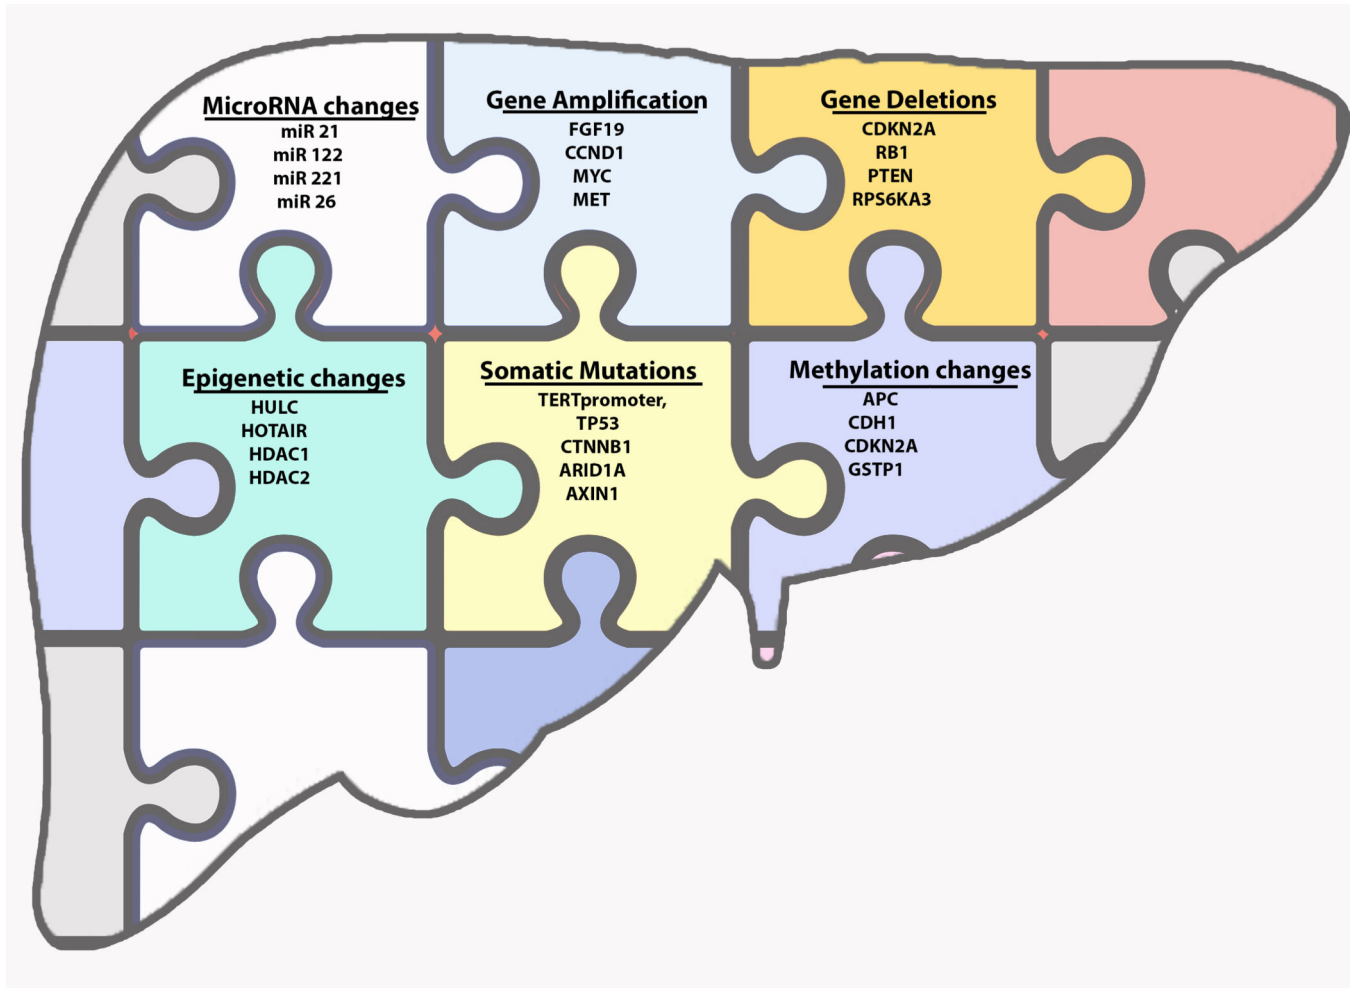 MicroRNA changes
miR 21
miR 122
miR 221
miR 26
Gene Amplification
FGF19
CCND1
MYC
MET
Gene Deletions
CDKN2A
RB1
PTEN
RPS6KA3
Epigenetic changes
HULC
HOTAIR
HDAC1
HDAC2
Somatic Mutations
TERTpromoter,
TP53
CTNNB1
ARID1A
AXIN1
Methylation changes
APC
CDH1
CDKN2A
GSTP1